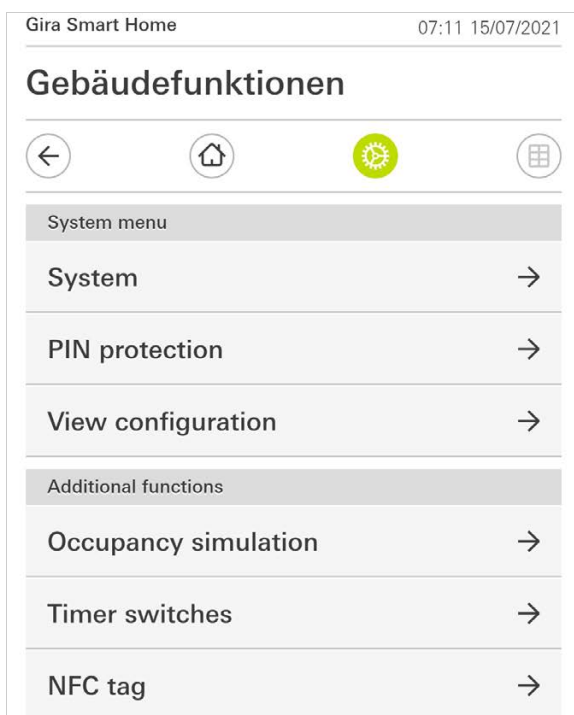 Gira Smart Home 07:11 15/07/2021
Gebäudefunktionen
System menu
System
PIN protection
View configuration
Additional functions
Occupancy simulation
Timer switches
NFC tag